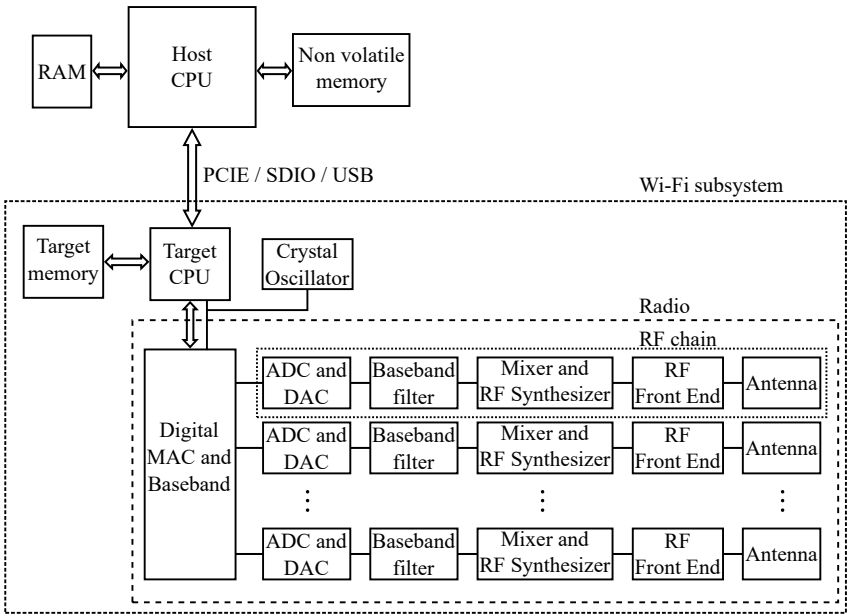 Host
CPU
RAM
Non volatile
memory
PCIE / SDIO / USB
Wi-Fi subsystem
Target
memory
Target
CPU
Crystal
Oscillator
Radio
RF chain
Digital
MAC and
Baseband
ADC and
DAC
Baseband
filter
Mixer and
RF Synthesizer
RF
Front End
Antenna
ADC and
DAC
Baseband
filter
Mixer and
RF Synthesizer
RF
Front End
Antenna
ADC and
DAC
Baseband
filter
Mixer and
RF Synthesizer
RF
Front End
Antenna